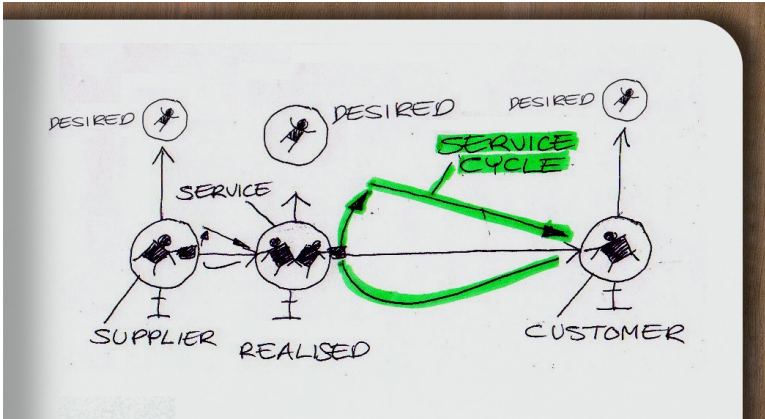 DESIRED
DESIRED
DESIRED
SERVICE
CYCLE
SERVICE
SUPPLIER
REALISED
CUSTOMER